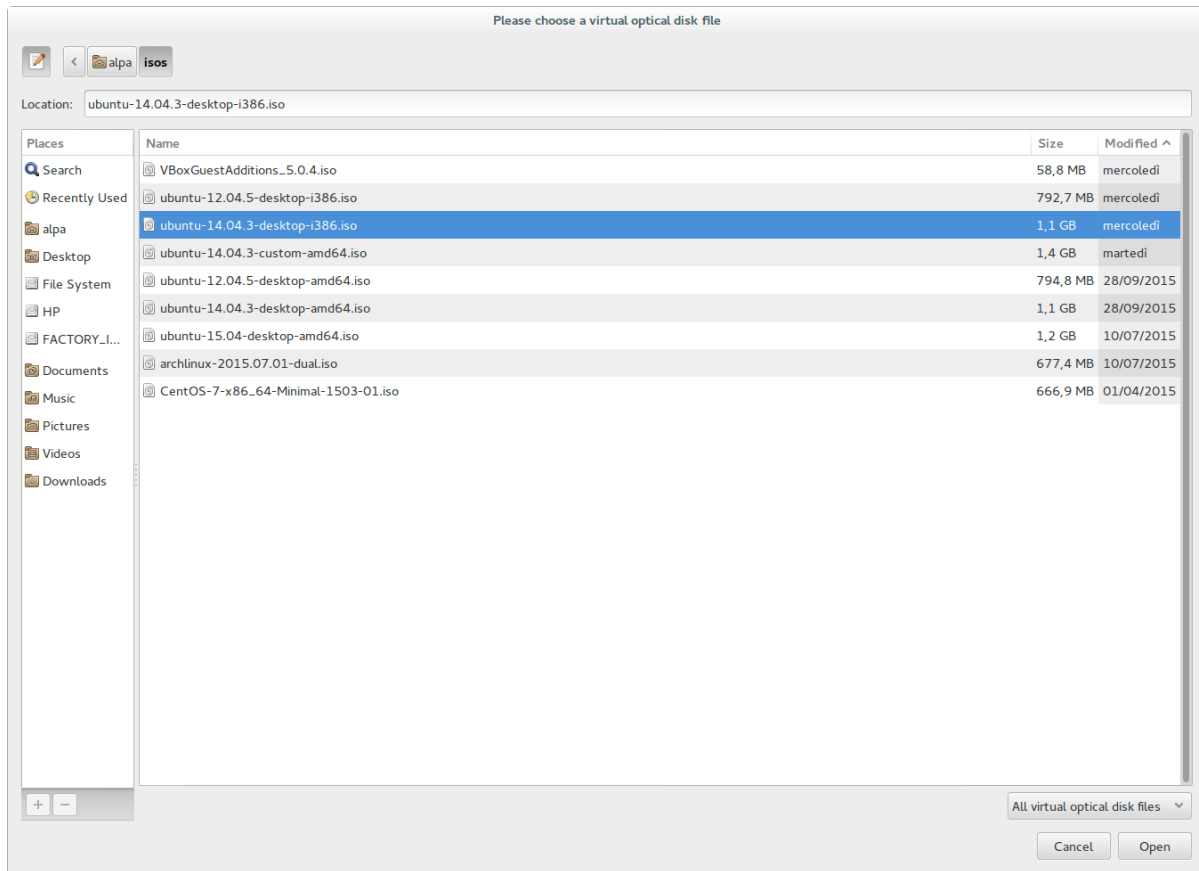 Please choose a virtual optical disk file
alpa isos
Location: ubuntu-14.04.3-desktop-i386.iso
Places
Search
Recently Used
alpa
Desktop
File System
HP
FACTORY_I...
Documents
Music
Pictures
Videos
Downloads
Name Size Modified
VBoxGuestAdditions_5.0.4.iso 58,8 MB mercoledì
ubuntu-12.04.5-desktop-i386.iso 792,7 MB mercoledì
ubuntu-14.04.3-desktop-i386.iso 1,1 GB mercoledì
ubuntu-14.04.3-custom-amd64.iso 1,4 GB martedì
ubuntu-12.04.5-desktop-amd64.iso 794,8 MB 28/09/2015
ubuntu-14.04.3-desktop-amd64.iso 1,1 GB 28/09/2015
ubuntu-15.04-desktop-amd64.iso 1,2 GB 10/07/2015
archlinux-2015.07.01-dual.iso 677,4 MB 10/07/2015
CentOS-7-x86_64-Minimal-1503-01.iso 666,9 MB 01/04/2015
All virtual optical disk files
Cancel Open